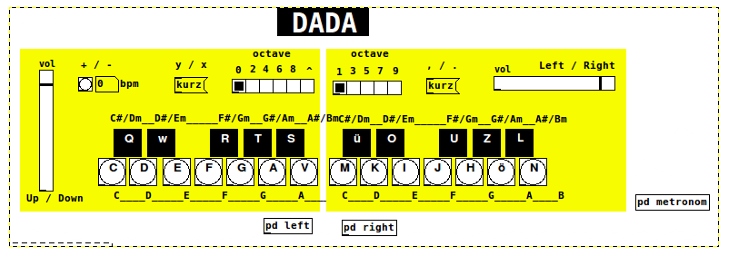 DADA
octave octave
vol + / - y / x , / . vol Left / Right
0 2 4 6 8 ^ 1 3 5 7 9
0 bpm kurz kurz
C#/Dm__D#/Em_____F#/Gm__G#/Am__A#/Bm C#/Dm__D#/Em_____F#/Gm__G#/Am__A#/Bm
Q w R T S ü O U Z L
C D E F G A V M K I J H ö N
C____D_____E_____F_____G_____A____ C____D_____E_____F_____G_____A____B
Up / Down
pd metronom
pd left pd right